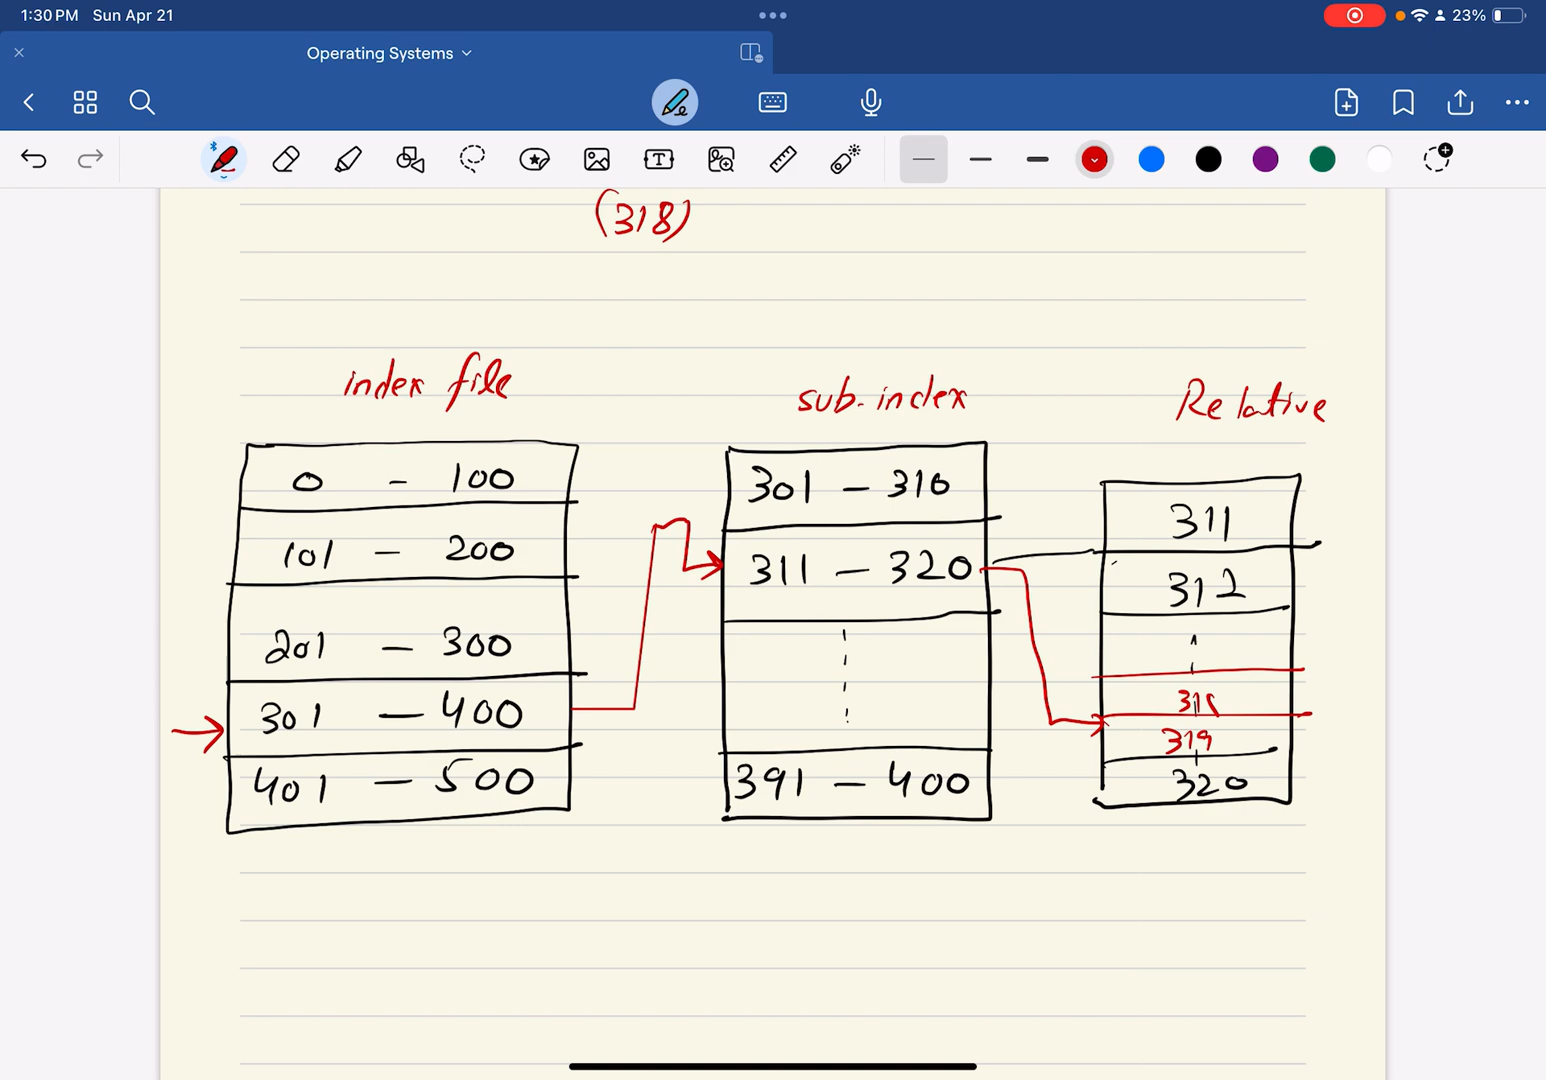 1:30 PM Sun Apr 21
23%
Operating Systems
(318)
index file
sub-index
Relative
0 - 100
101 - 200
201 - 300
301 - 400
401 - 500
301 - 310
311 - 320
391 - 400
311
312
318
319
320